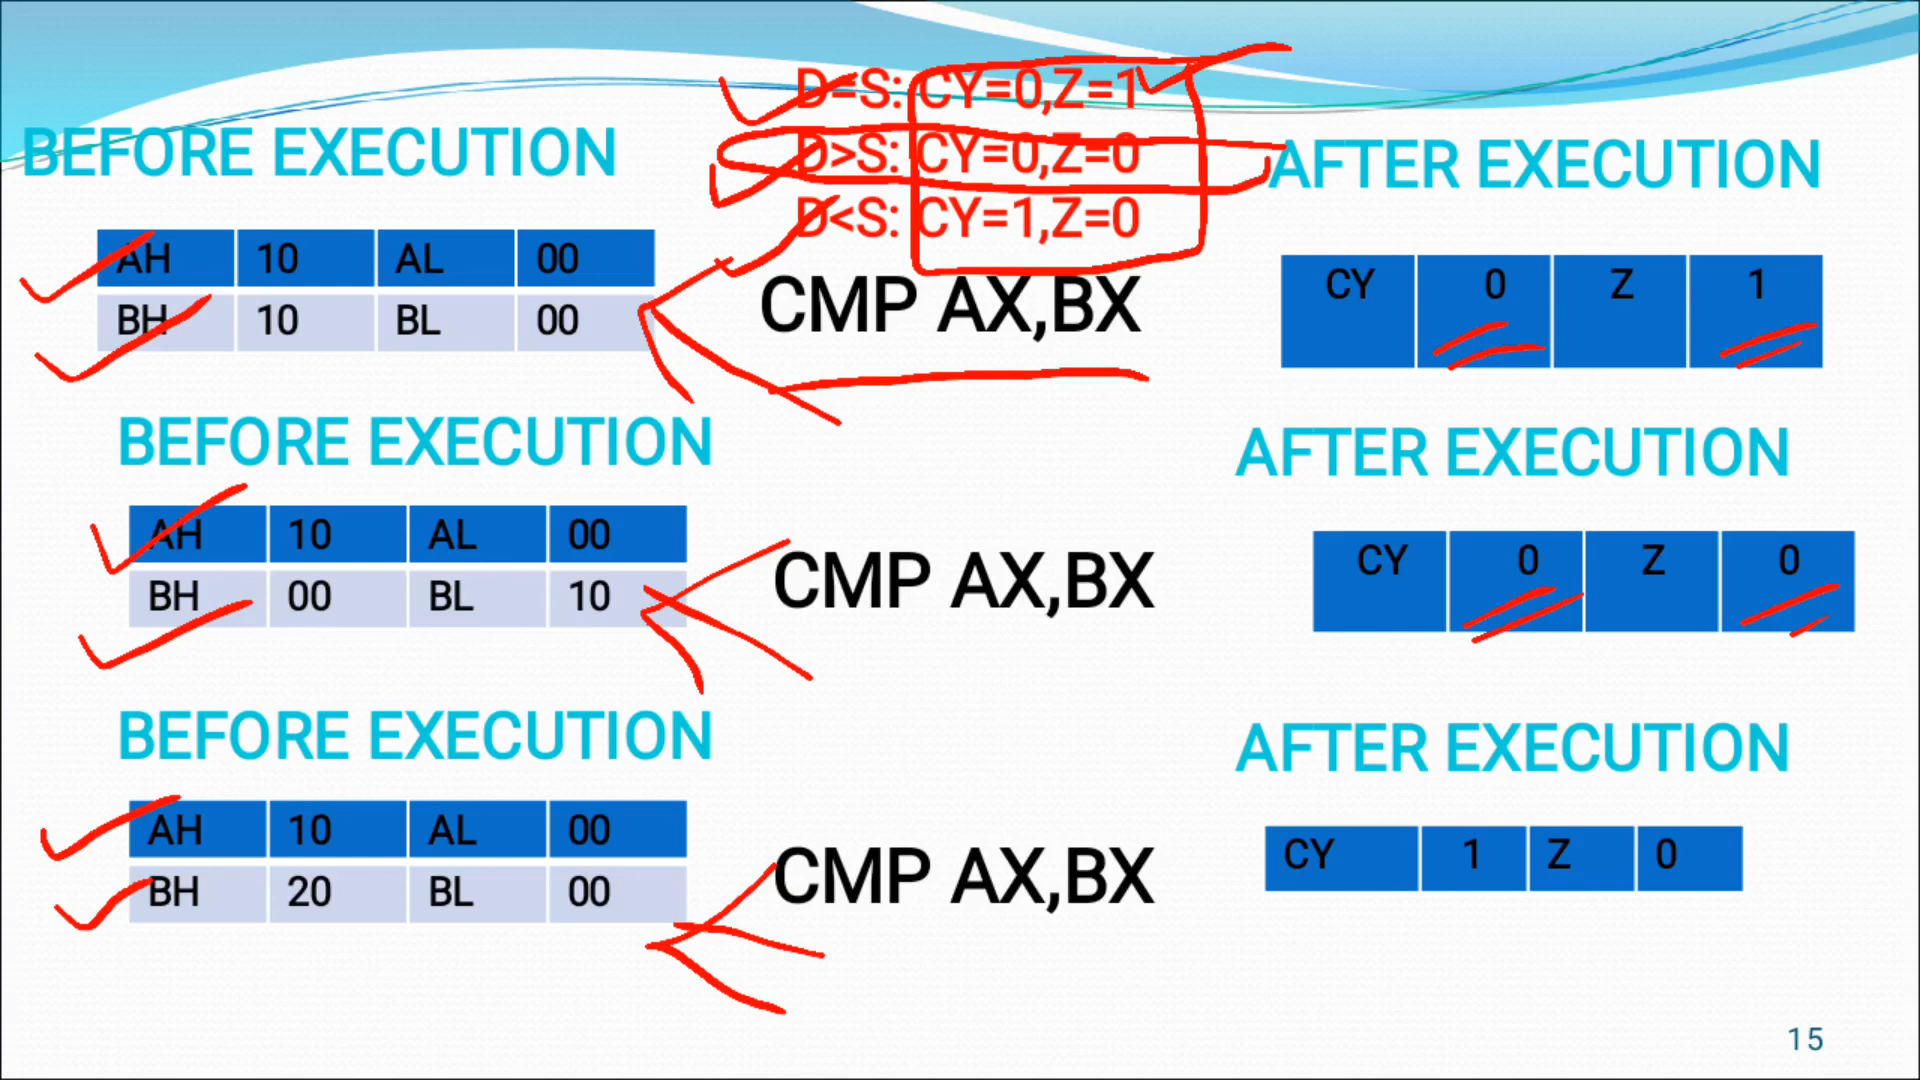 D=S: CY=0,Z=1
D>S: CY=0,Z=0
D<S: CY=1,Z=0
BEFORE EXECUTION
AFTER EXECUTION
AH 10 AL 00
BH 10 BL 00
CMP AX,BX
CY 0 Z 1
BEFORE EXECUTION
AFTER EXECUTION
AH 10 AL 00
BH 00 BL 10
CMP AX,BX
CY 0 Z 0
BEFORE EXECUTION
AFTER EXECUTION
AH 10 AL 00
BH 20 BL 00
CMP AX,BX
CY 1 Z 0
15